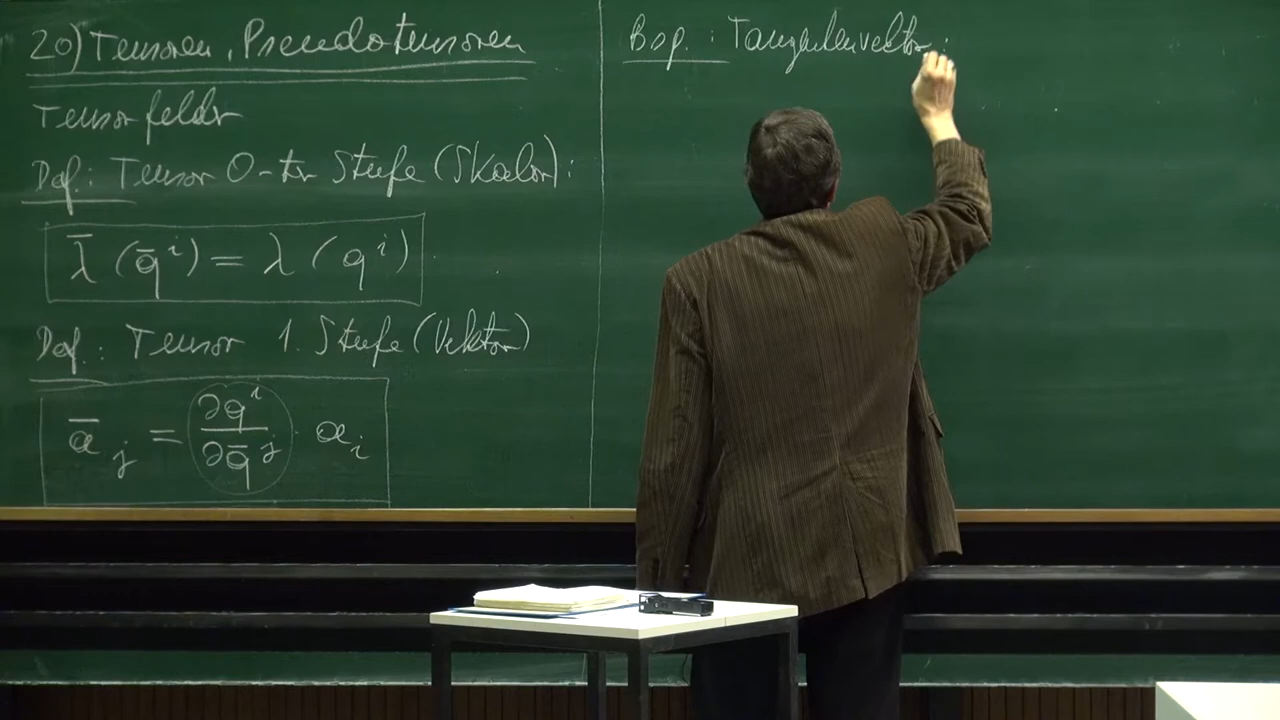 20) Tensoren, Pseudotensoren
Tensorfelder
Def.: Tensor 0-ter Stufe (Skalar):
λ̄ (q̄ⁱ) = λ (qⁱ)
Def.: Tensor 1. Stufe (Vektor)
ā_j = ∂qⁱ/∂q̄ʲ a_i
Bsp.: Tangentenvektor: